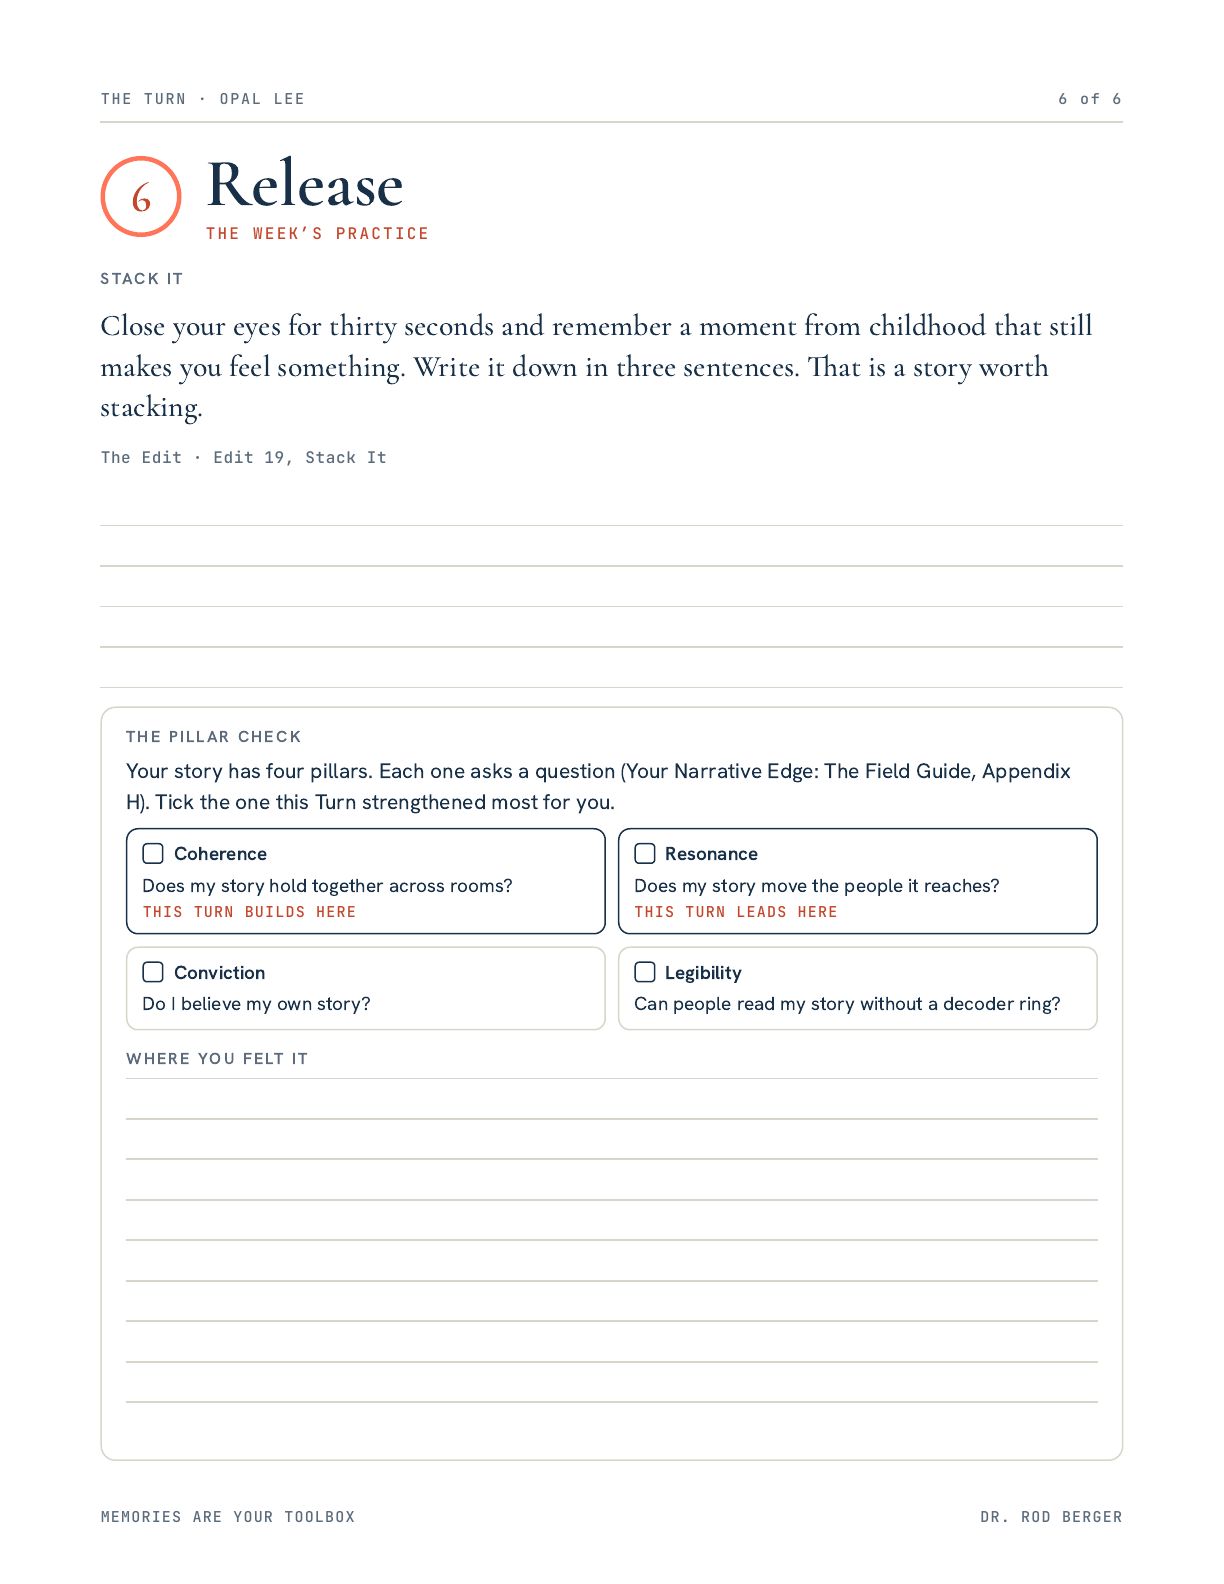 THE TURN · OPAL LEE
6 of 6
6
Release
THE WEEK’S PRACTICE
STACK IT
Close your eyes for thirty seconds and remember a moment from childhood that still
makes you feel something. Write it down in three sentences. That is a story worth
stacking.
The Edit · Edit 19, Stack It
THE PILLAR CHECK
Your story has four pillars. Each one asks a question (Your Narrative Edge: The Field Guide, Appendix
H). Tick the one this Turn strengthened most for you.
Coherence
Does my story hold together across rooms?
THIS TURN BUILDS HERE
Resonance
Does my story move the people it reaches?
THIS TURN LEADS HERE
Conviction
Do I believe my own story?
Legibility
Can people read my story without a decoder ring?
WHERE YOU FELT IT
MEMORIES ARE YOUR TOOLBOX
DR. ROD BERGER